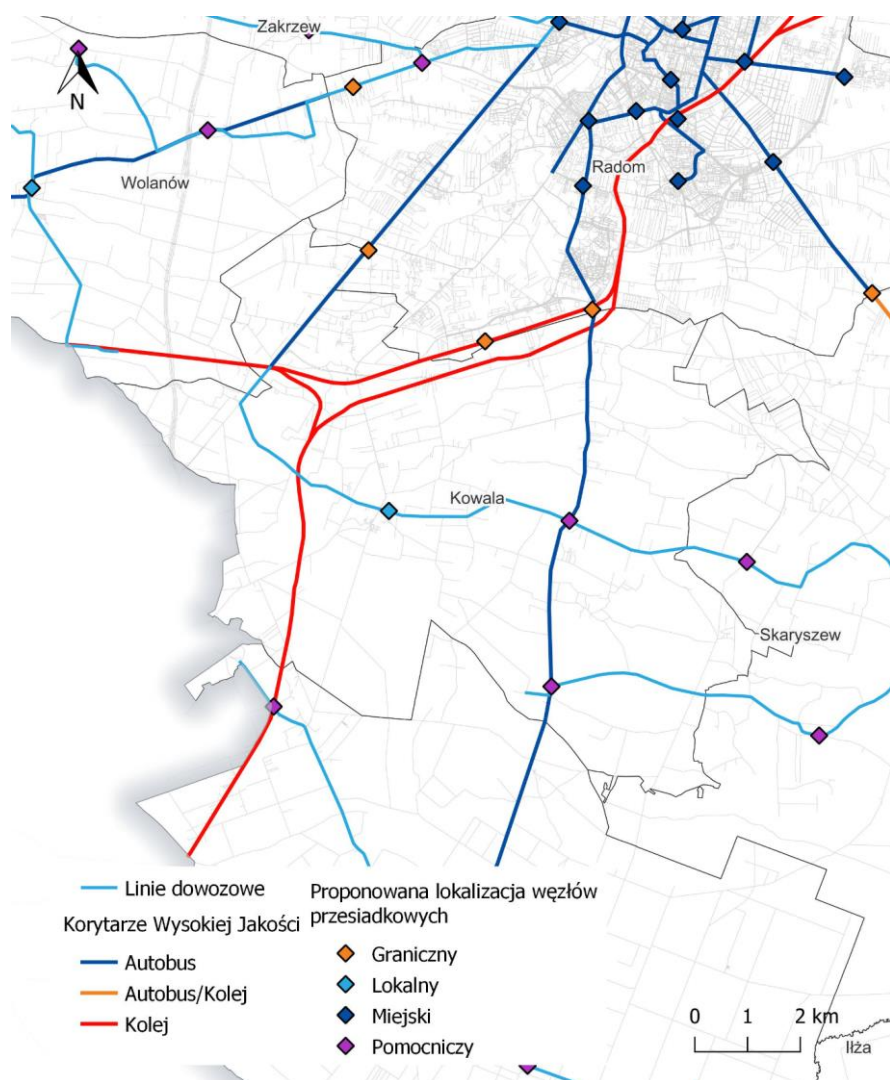 Zakrzew
N
Wolanów
Radom
Kowala
Skaryszew
Linie dowozowe
Korytarze Wysokiej Jakości
Autobus
Autobus/Kolej
Kolej
Proponowana lokalizacja węzłów
przesiadkowych
Graniczny
Lokalny
Miejski
Pomocniczy
0 1 2 km
Iłża